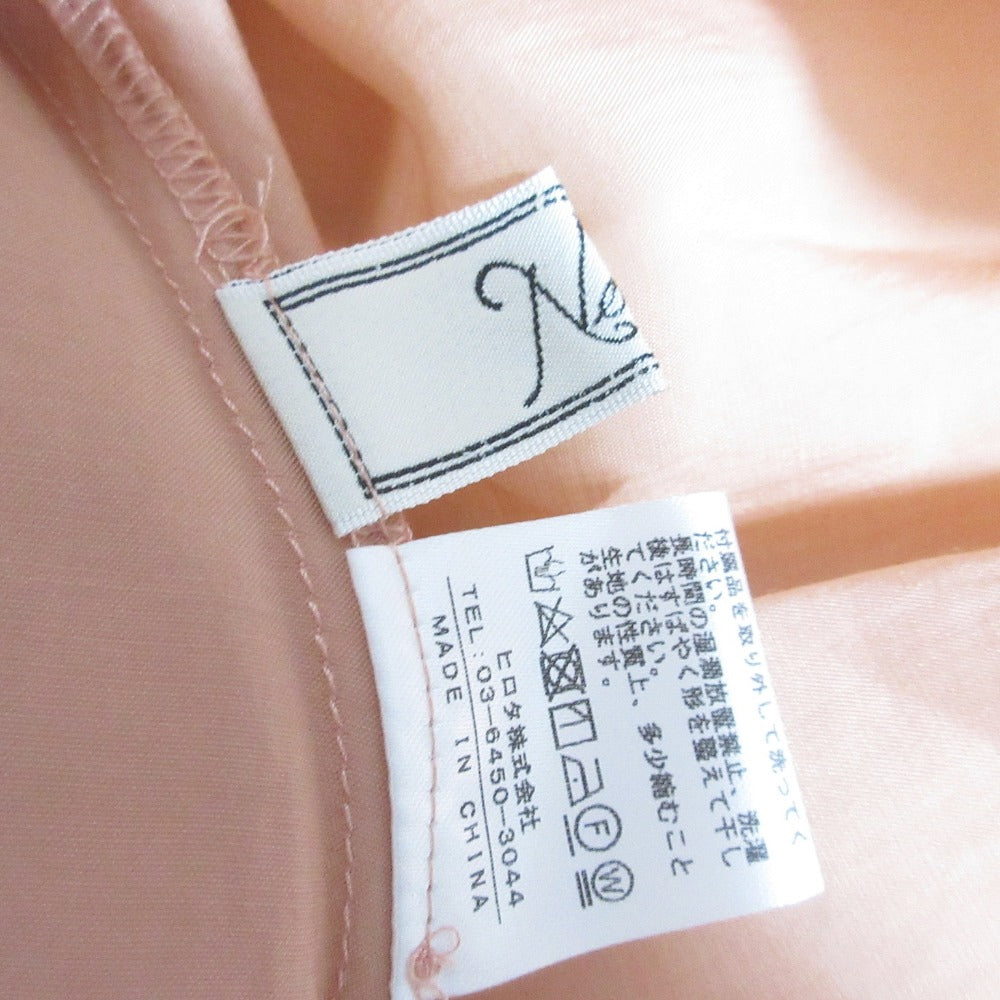 付属品を取り外して洗ってく
ださい。
長時間の湿潤放置禁止、洗濯
後はすばやく形を整えて干し
てください。
生地の性質上、多少縮むこと
があります。
F
W
ヒロタ株式会社
TEL:03-6450-3044
MADE IN CHINA